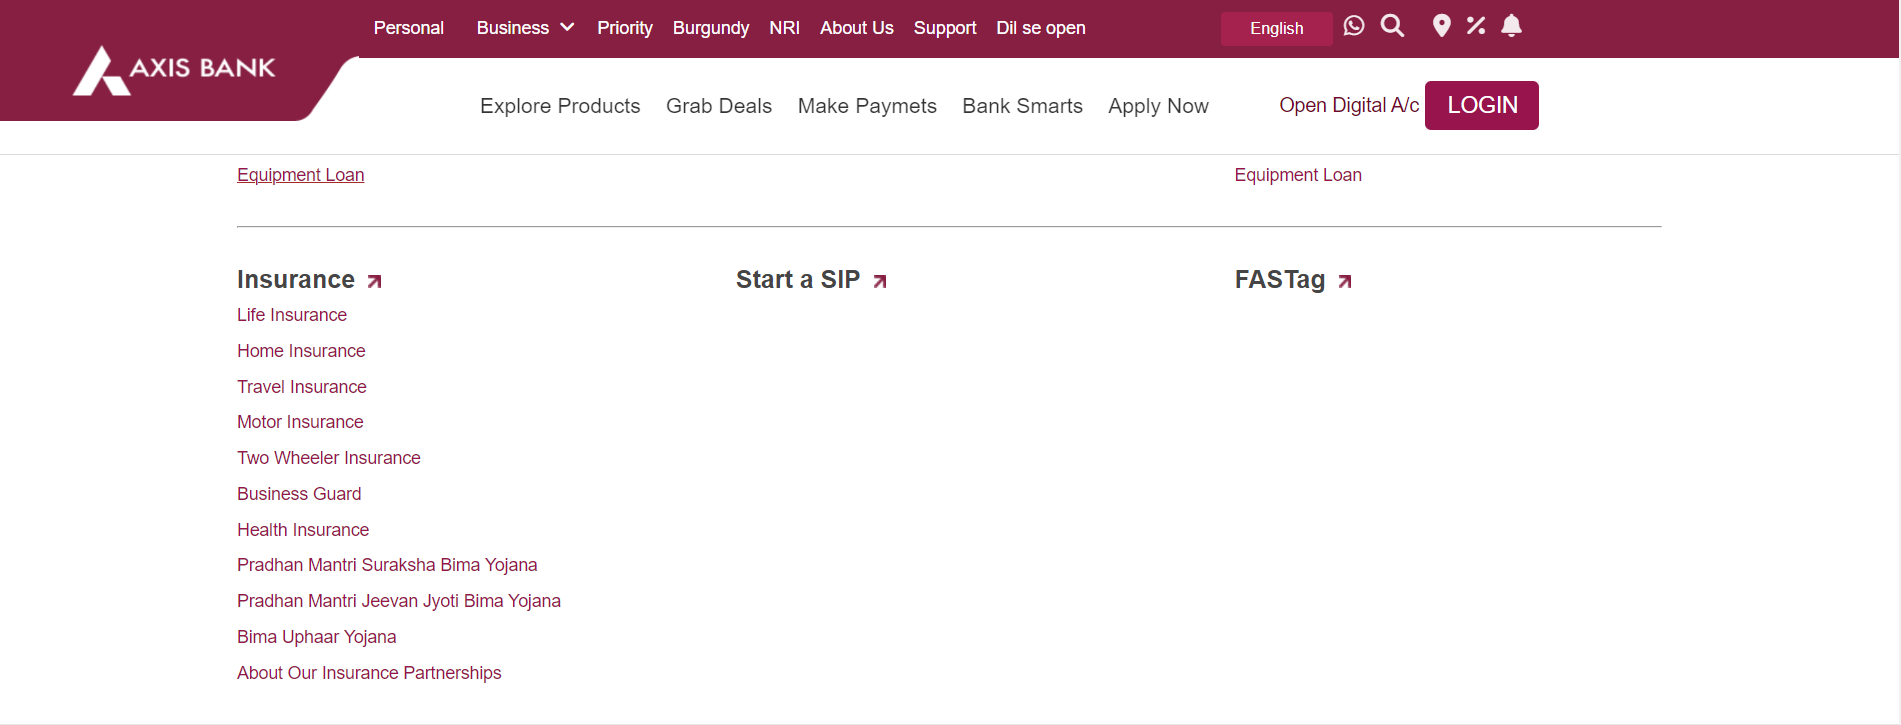 Personal Business Priority Burgundy NRI About Us Support Dil se open English
AXIS BANK
Explore Products Grab Deals Make Paymets Bank Smarts Apply Now Open Digital A/c LOGIN
Equipment Loan Equipment Loan
Insurance Start a SIP FASTag
Life Insurance
Home Insurance
Travel Insurance
Motor Insurance
Two Wheeler Insurance
Business Guard
Health Insurance
Pradhan Mantri Suraksha Bima Yojana
Pradhan Mantri Jeevan Jyoti Bima Yojana
Bima Uphaar Yojana
About Our Insurance Partnerships